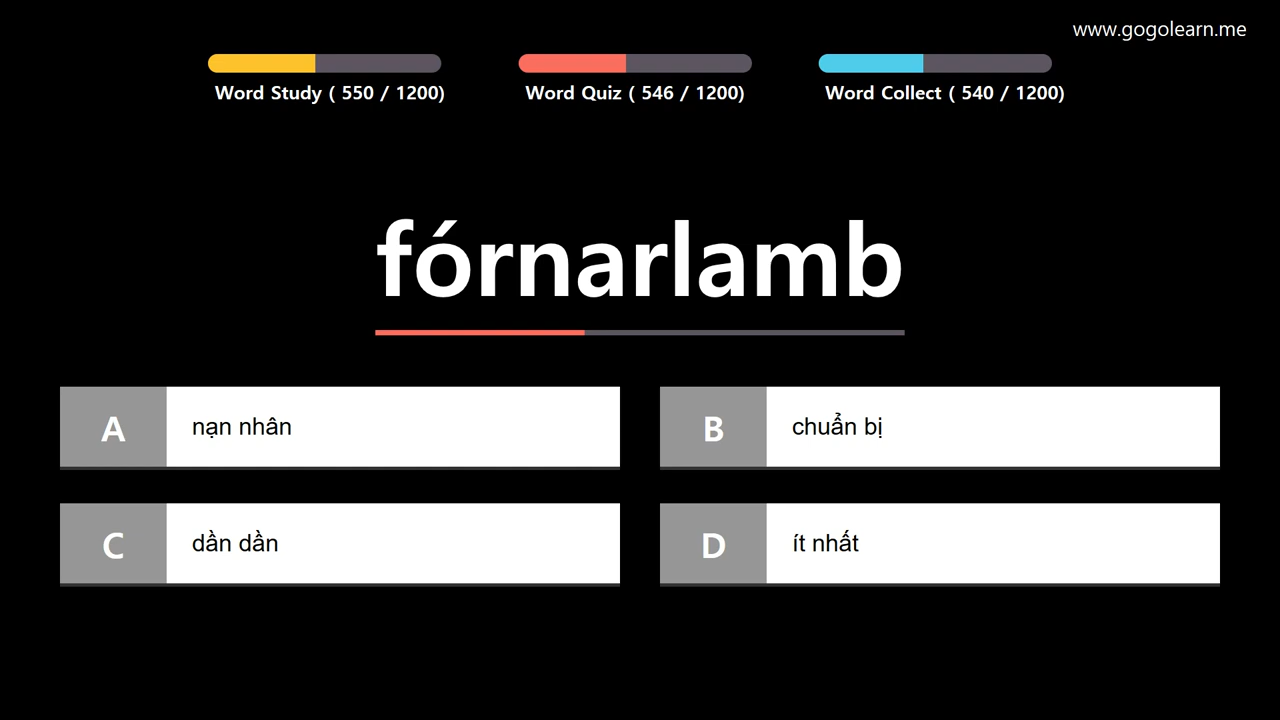 www.gogolearn.me
Word Study ( 550 / 1200)
Word Quiz ( 546 / 1200)
Word Collect ( 540 / 1200)
fórnarlamb
A
nạn nhân
B
chuẩn bị
C
dần dần
D
ít nhất